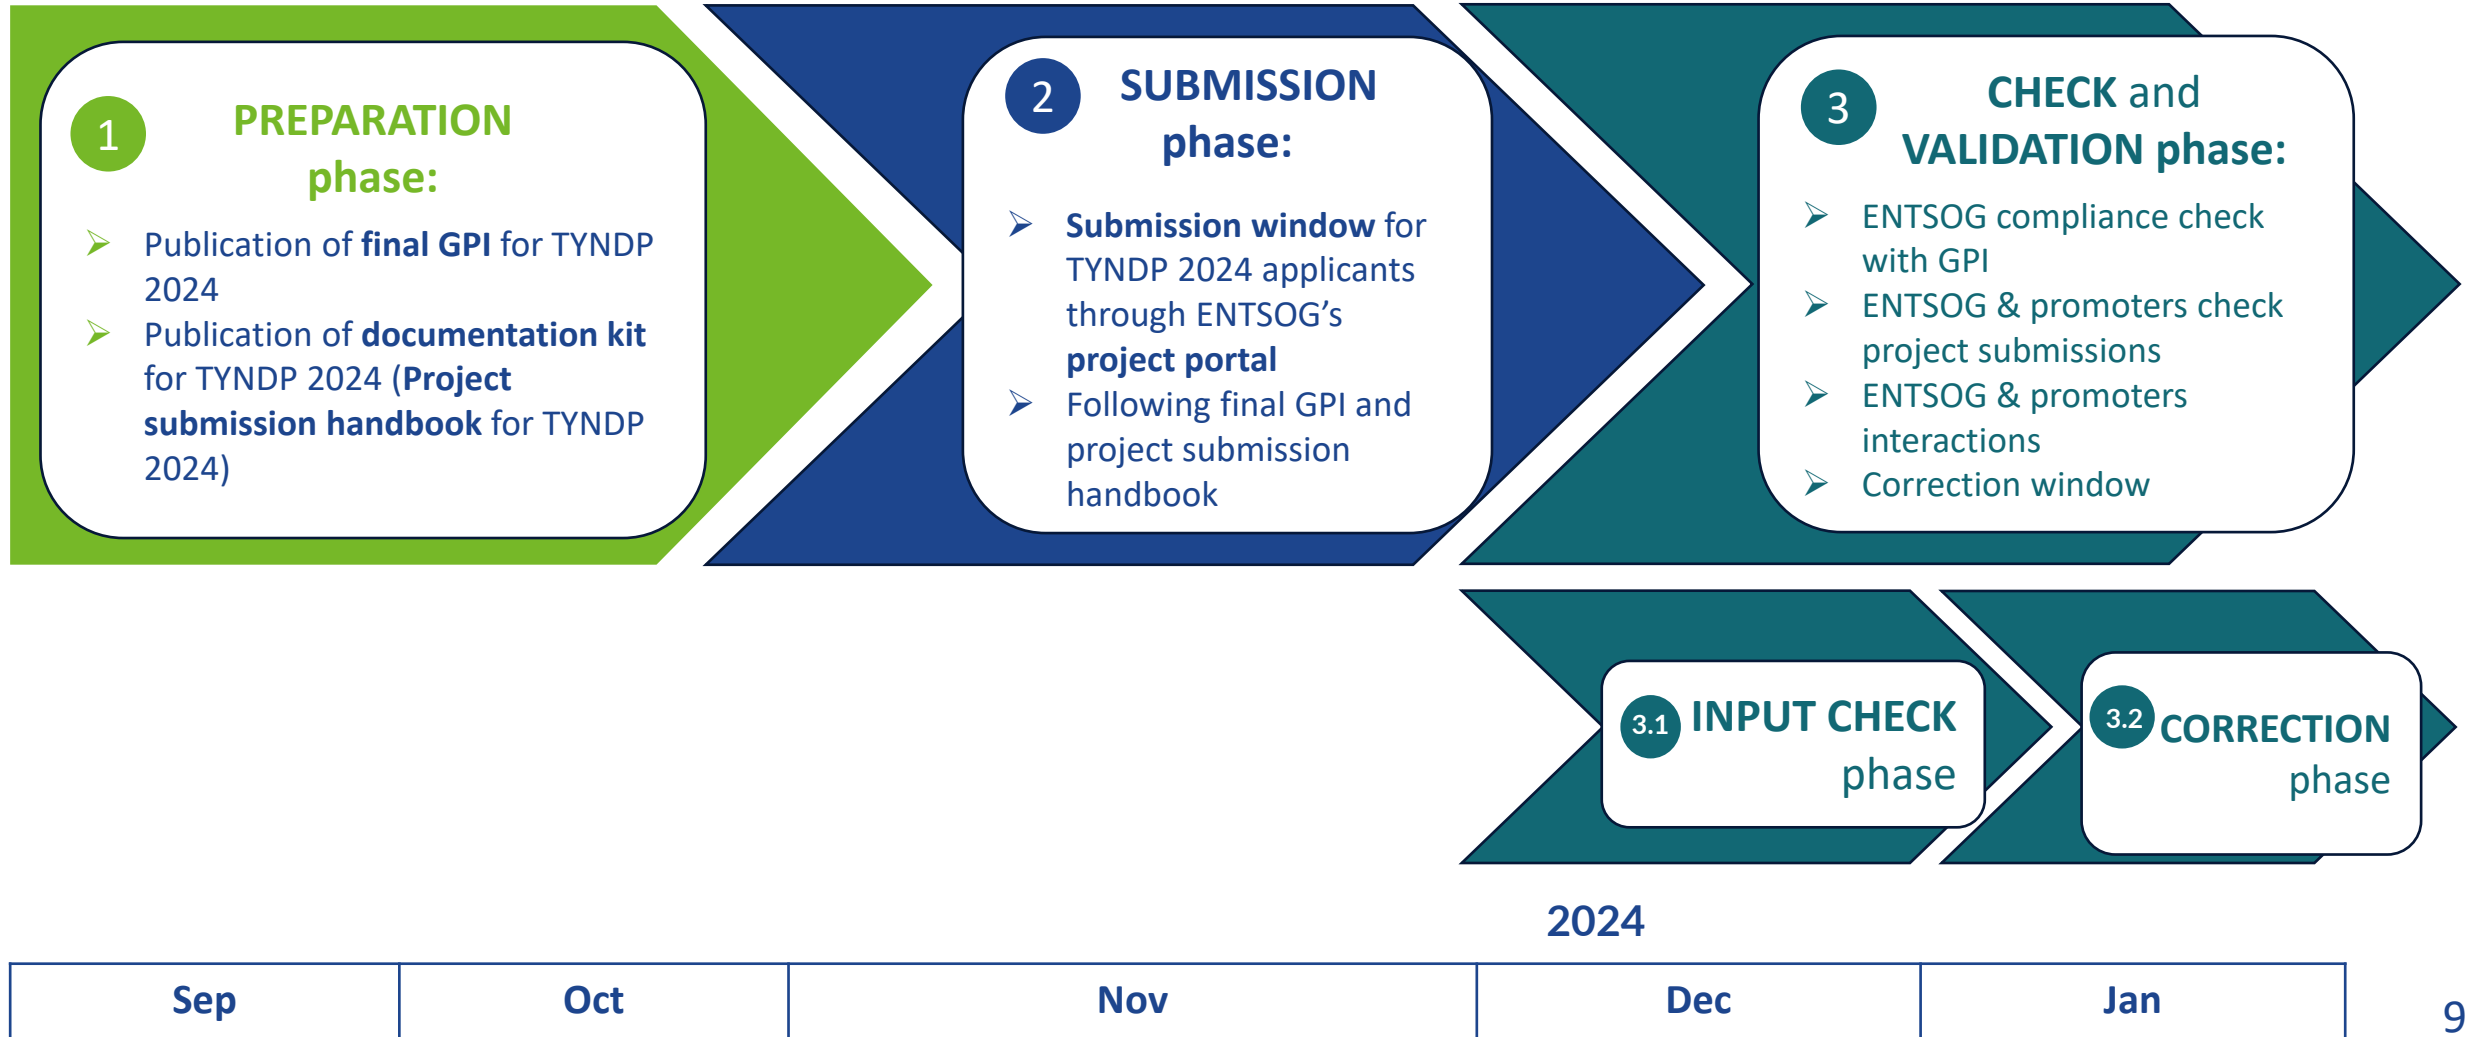 1
PREPARATION
phase:
Publication of final GPI for TYNDP
2024
Publication of documentation kit
for TYNDP 2024 (Project
submission handbook for TYNDP
2024)
2
SUBMISSION
phase:
Submission window for
TYNDP 2024 applicants
through ENTSOG’s
project portal
Following final GPI and
project submission
handbook
3
CHECK and
VALIDATION phase:
ENTSOG compliance check
with GPI
ENTSOG & promoters check
project submissions
ENTSOG & promoters
interactions
Correction window
3.1 INPUT CHECK
phase
3.2 CORRECTION
phase
2024
Sep Oct Nov Dec Jan
9